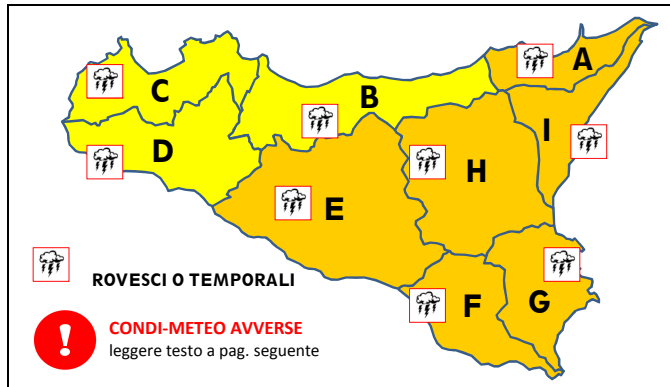 A
C
B
I
D
H
E
ROVESCI O TEMPORALI
F
G
!
CONDI-METEO AVVERSE
leggere testo a pag. seguente